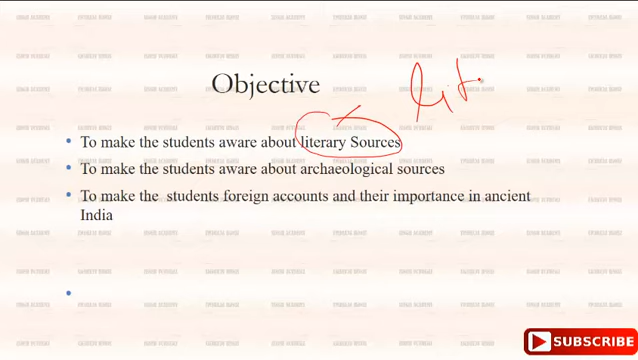 Objective
lit
• To make the students aware about literary Sources
• To make the students aware about archaeological sources
• To make the  students foreign accounts and their importance in ancient
India
•
SUBSCRIBE